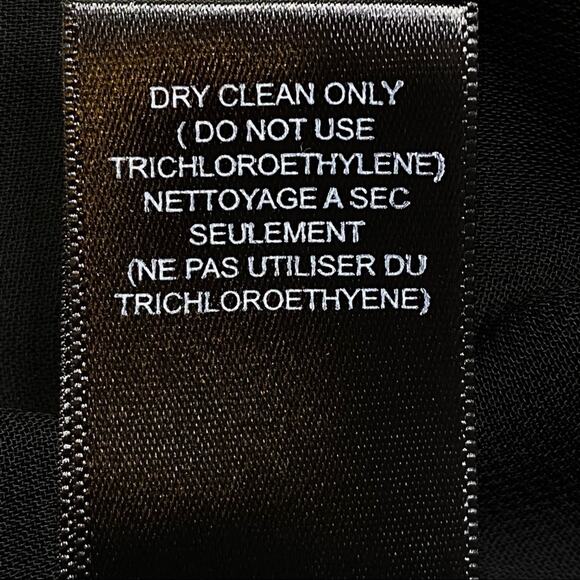 DRY CLEAN ONLY
( DO NOT USE
TRICHLOROETHYLENE)
NETTOYAGE A SEC
SEULEMENT
(NE PAS UTILISER DU
TRICHLOROETHYENE)